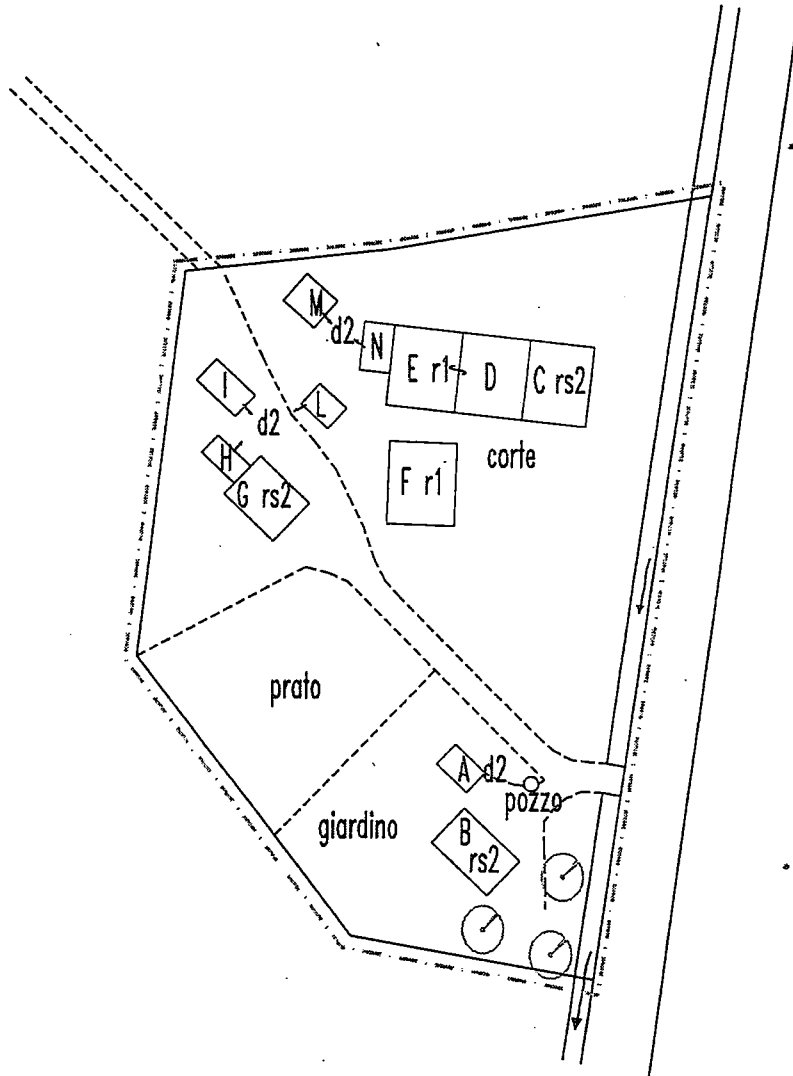 M
d2
N
E r1
D
C rs2
I
L
d2
H
G rs2
F r1
corte
prato
A
d2
pozzo
giardino
B
rs2